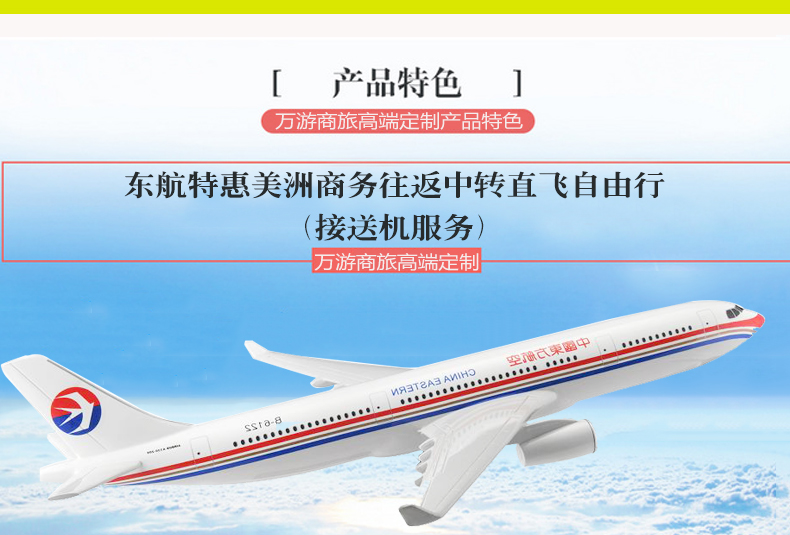 [ 产品特色 ]
万游商旅高端定制产品特色
东航特惠美洲商务往返中转直飞自由行
（接送机服务）
万游商旅高端定制
中國東方航空
CHINA EASTERN
B-6122